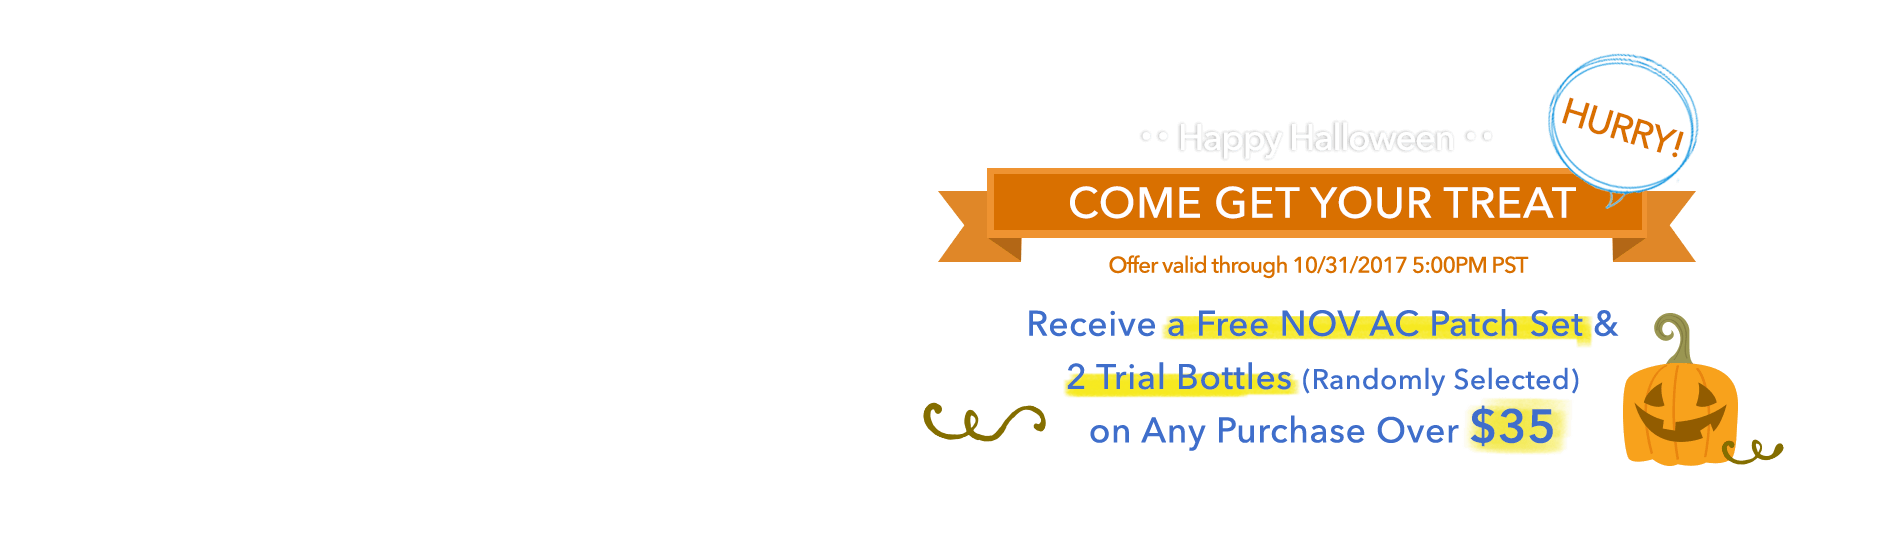 HURRY!
•• Happy Halloween ••
COME GET YOUR TREAT
Offer valid through 10/31/2017 5:00PM PST
Receive a Free NOV AC Patch Set &
2 Trial Bottles (Randomly Selected)
on Any Purchase Over $35